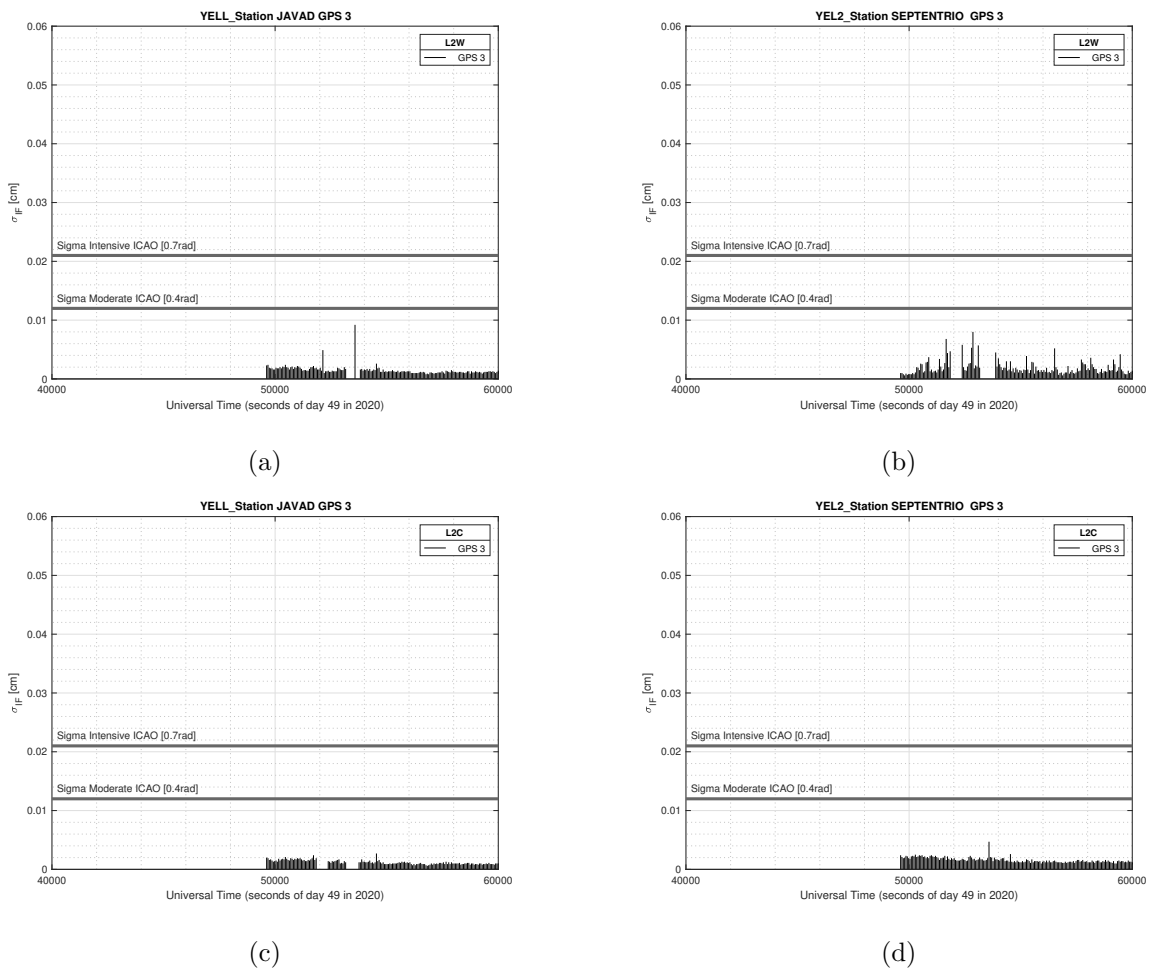 YELL_Station JAVAD GPS 3
0.06
0.05
0.04
0.03
0.02
0.01
0
σ IF [cm]
L2W
GPS 3
Sigma Intensive ICAO [0.7rad]
Sigma Moderate ICAO [0.4rad]
40000 50000 60000
Universal Time (seconds of day 49 in 2020)
(a)
YEL2_Station SEPTENTRIO GPS 3
0.06
0.05
0.04
0.03
0.02
0.01
0
σ IF [cm]
L2W
GPS 3
Sigma Intensive ICAO [0.7rad]
Sigma Moderate ICAO [0.4rad]
40000 50000 60000
Universal Time (seconds of day 49 in 2020)
(b)
YELL_Station JAVAD GPS 3
0.06
0.05
0.04
0.03
0.02
0.01
0
σ IF [cm]
L2C
GPS 3
Sigma Intensive ICAO [0.7rad]
Sigma Moderate ICAO [0.4rad]
40000 50000 60000
Universal Time (seconds of day 49 in 2020)
(c)
YEL2_Station SEPTENTRIO GPS 3
0.06
0.05
0.04
0.03
0.02
0.01
0
σ IF [cm]
L2C
GPS 3
Sigma Intensive ICAO [0.7rad]
Sigma Moderate ICAO [0.4rad]
40000 50000 60000
Universal Time (seconds of day 49 in 2020)
(d)